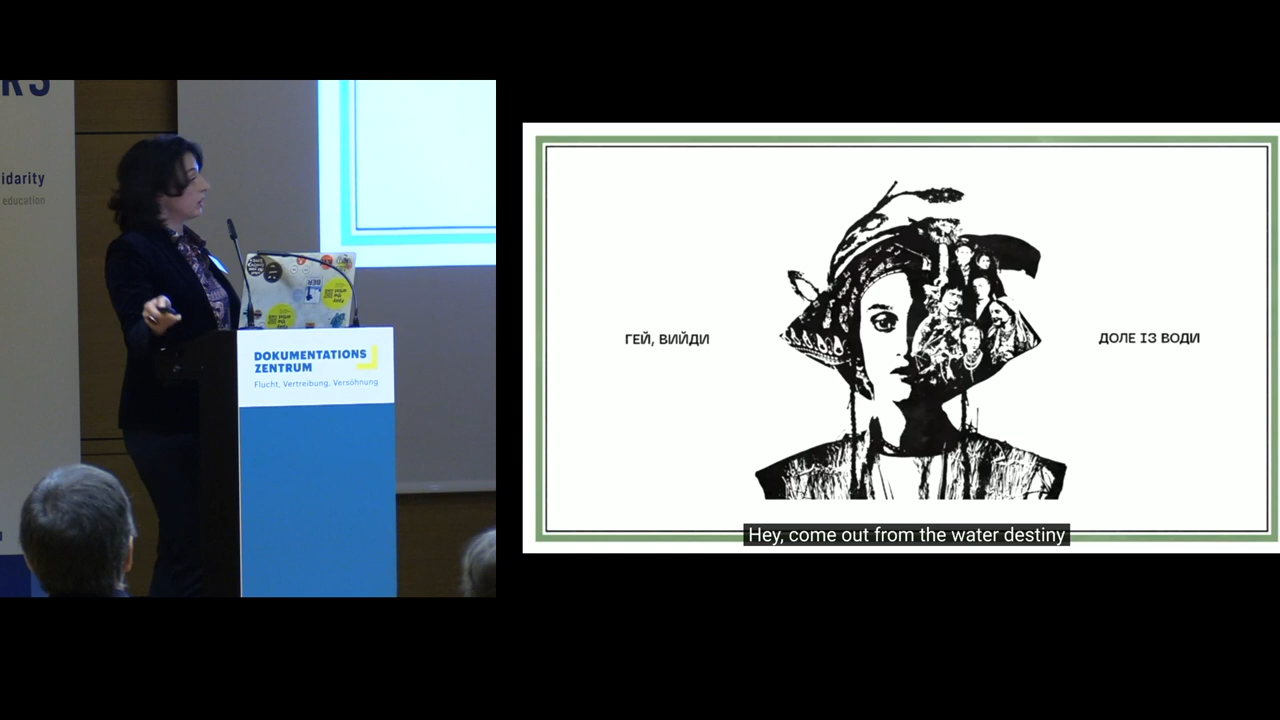 idarity
education
BER
DOKUMENTATIONS
ZENTRUM
Flucht, Vertreibung, Versöhnung
ГЕЙ, ВИЙДИ
ДОЛЕ ІЗ ВОДИ
Hey, come out from the water destiny